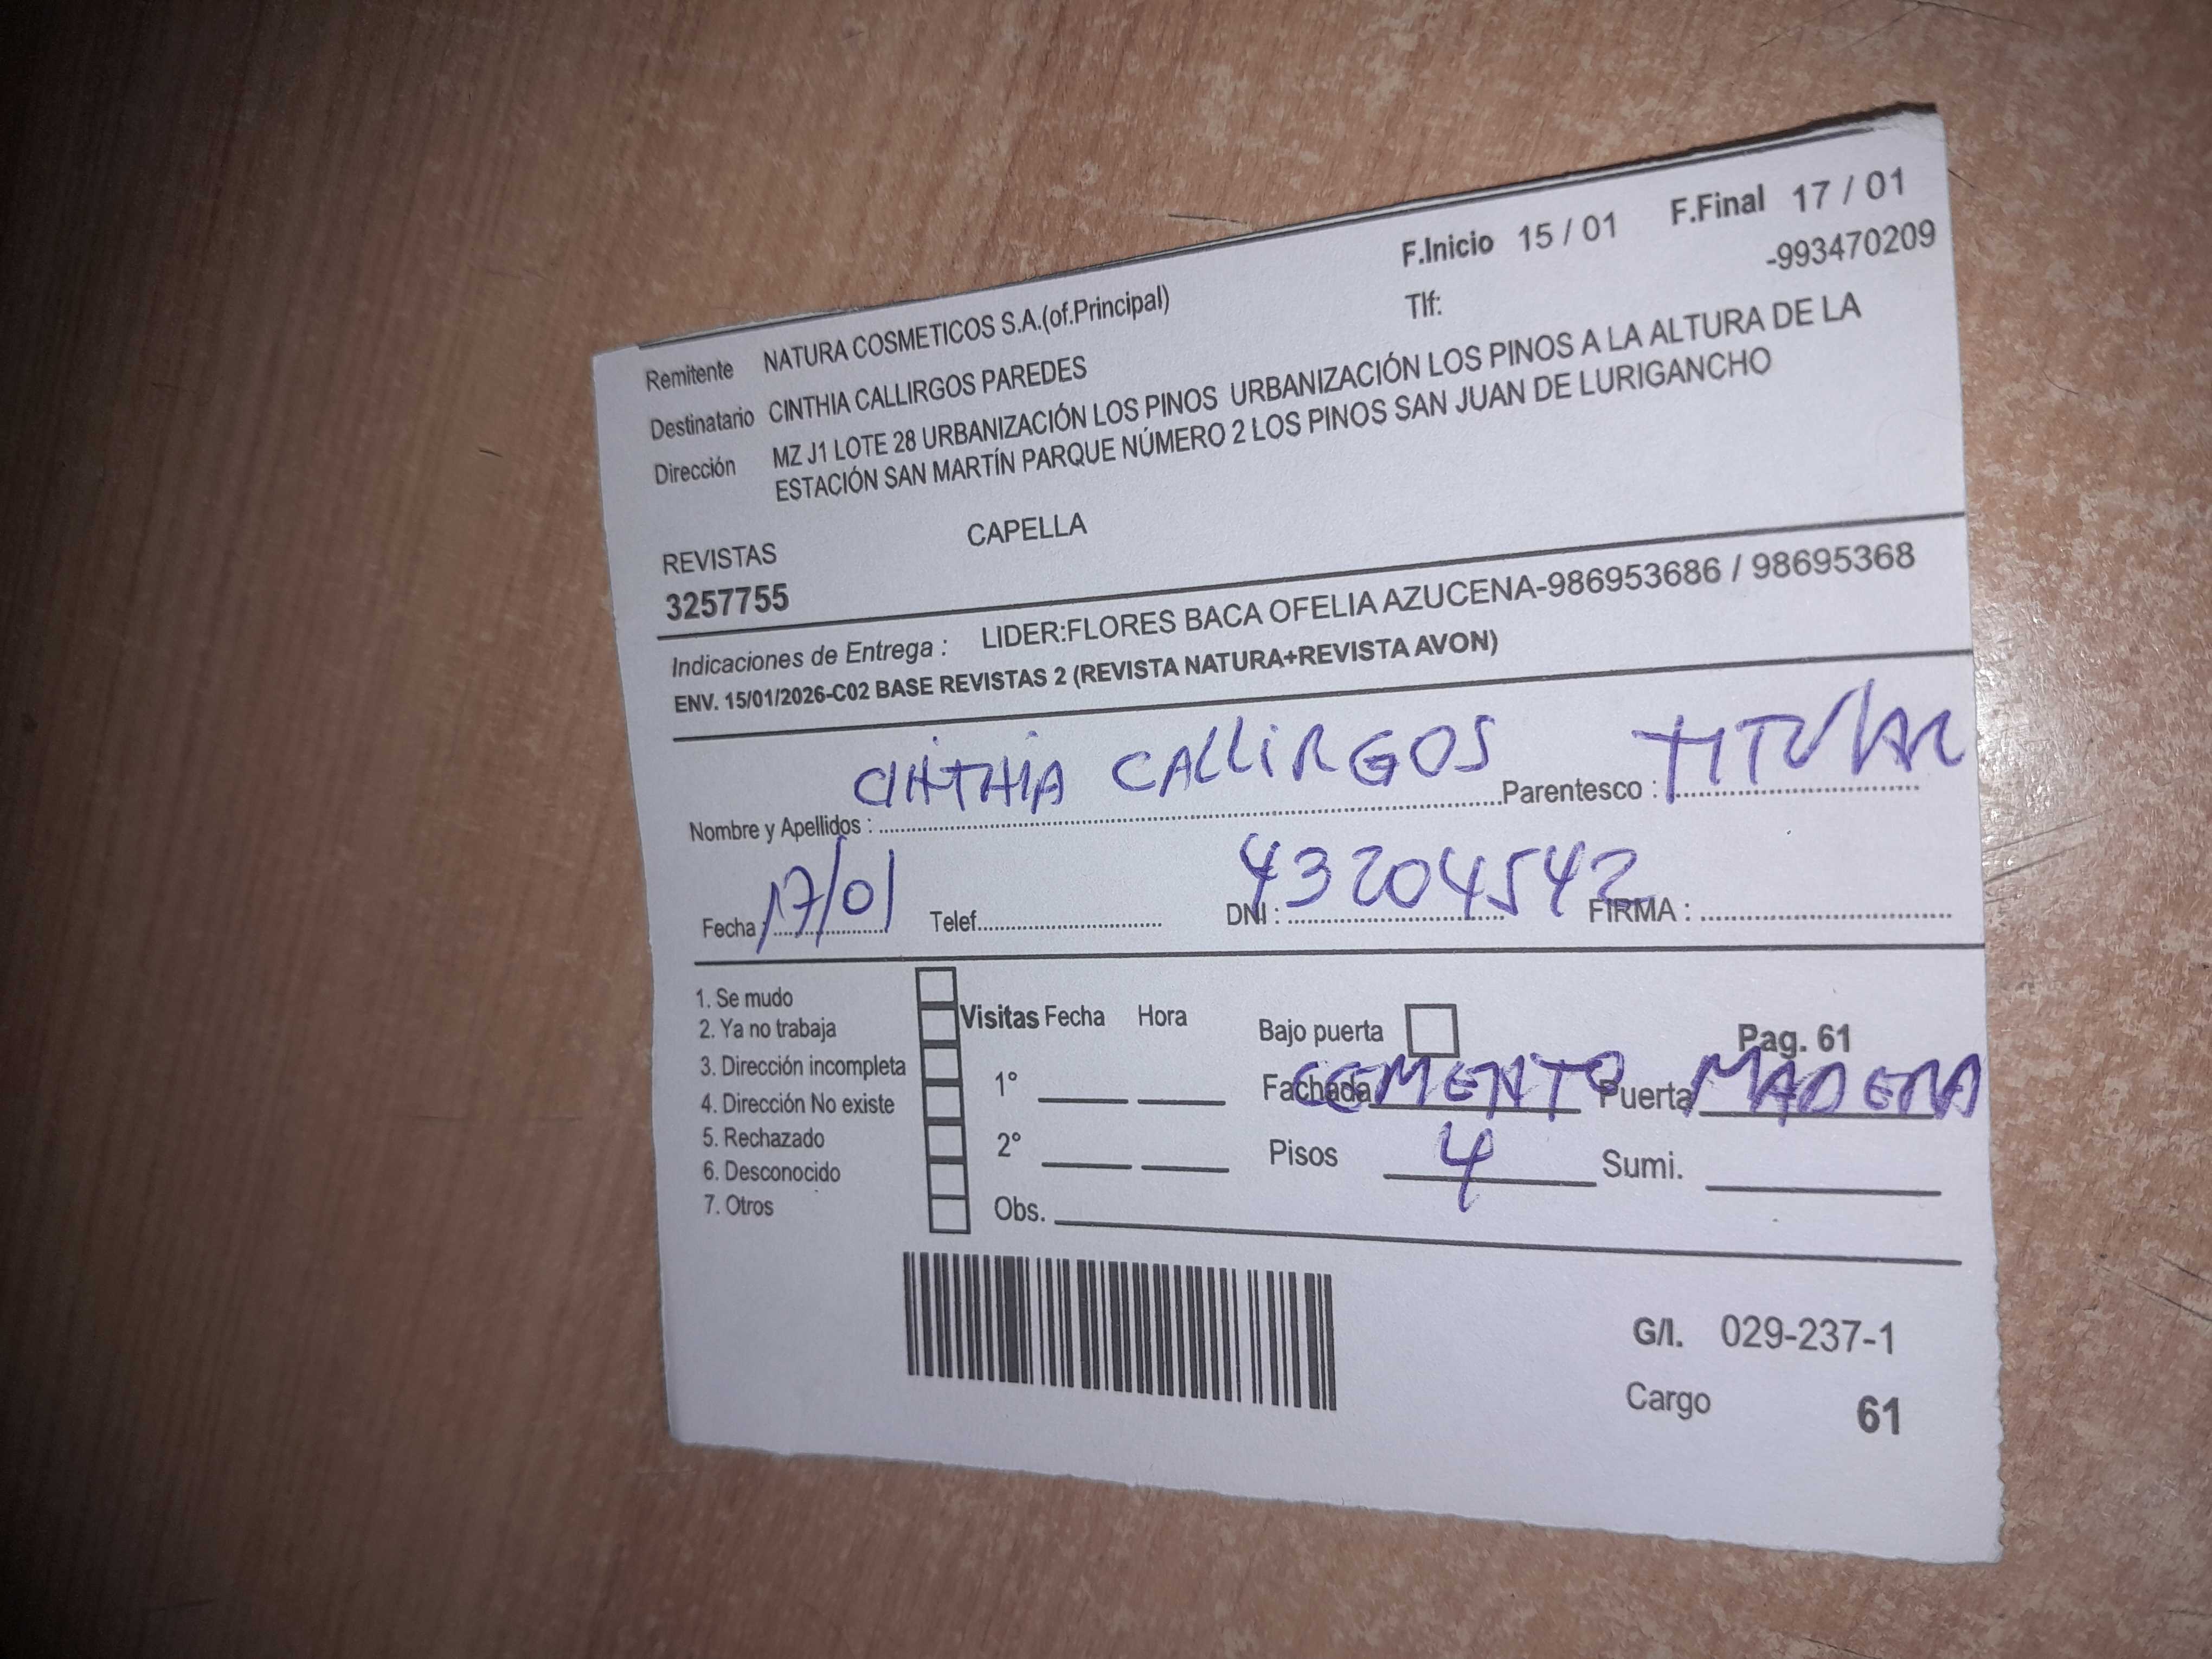 F.Inicio 15 / 01 F.Final 17 / 01
Remitente NATURA COSMETICOS S.A.(of.Principal) Tlf: -993470209
Destinatario CINTHIA CALLIRGOS PAREDES
Dirección MZ J1 LOTE 28 URBANIZACIÓN LOS PINOS URBANIZACIÓN LOS PINOS A LA ALTURA DE LA
ESTACIÓN SAN MARTÍN PARQUE NÚMERO 2 LOS PINOS SAN JUAN DE LURIGANCHO
REVISTAS CAPELLA
3257755
Indicaciones de Entrega : LIDER:FLORES BACA OFELIA AZUCENA-986953686 / 98695368
ENV. 15/01/2026-C02 BASE REVISTAS 2 (REVISTA NATURA+REVISTA AVON)
Nombre y Apellidos : CINTHIA CALLIRGOS Parentesco : TITULAR
Fecha : 17/01 Telef. DNI : 43204542 FIRMA :
1. Se mudo
2. Ya no trabaja
3. Dirección incompleta
4. Dirección No existe
5. Rechazado
6. Desconocido
7. Otros
Visitas Fecha Hora
1°
2°
Obs.
Bajo puerta Pag. 61
Fachada CEMENTO Puerta MADERA
Pisos 4 Sumi.
G/I. 029-237-1
Cargo 61